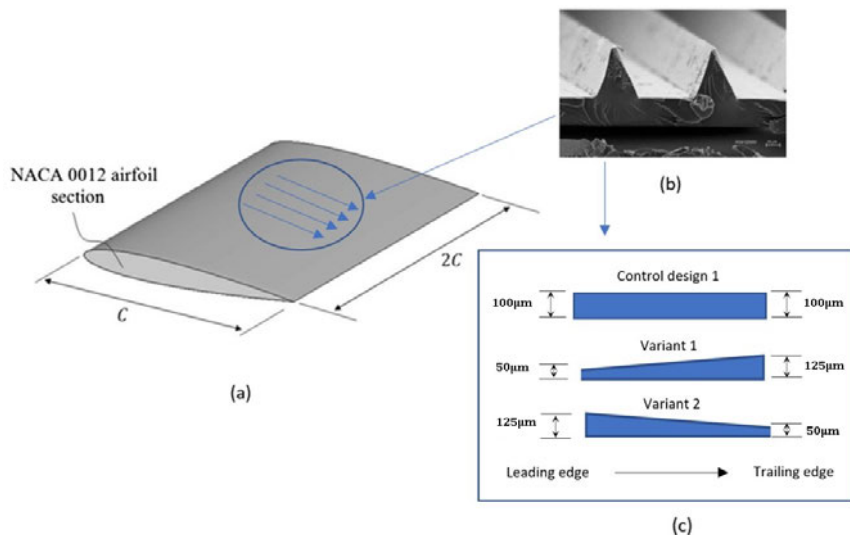 NACA 0012 airfoil
section
C
2C
(a)
(b)
Control design 1
100μm
100μm
Variant 1
50μm
125μm
Variant 2
125μm
50μm
Leading edge
Trailing edge
(c)